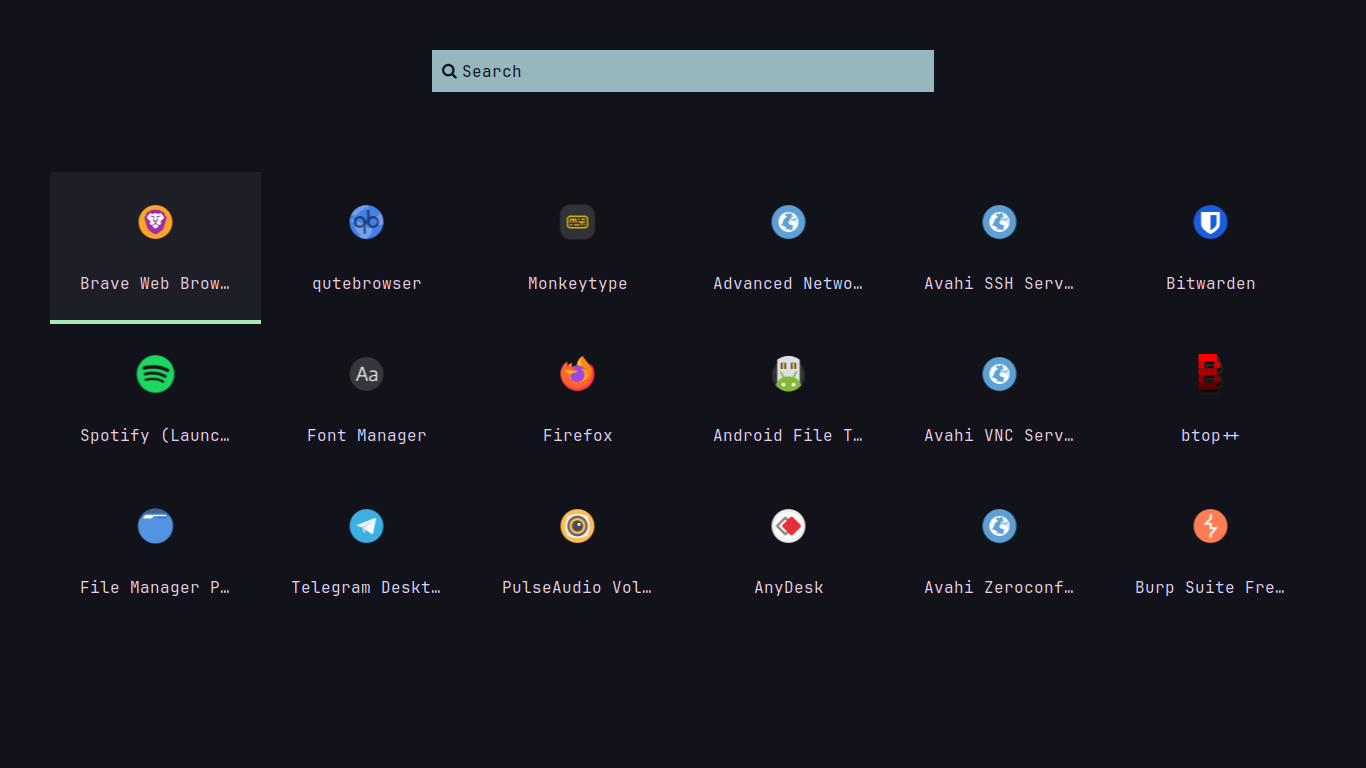 Search
Brave Web Brow…
qutebrowser
Monkeytype
Advanced Netwo…
Avahi SSH Serv…
Bitwarden
Aa
Spotify (Launc…
Font Manager
Firefox
Android File T…
Avahi VNC Serv…
btop++
File Manager P…
Telegram Deskt…
PulseAudio Vol…
AnyDesk
Avahi Zeroconf…
Burp Suite Fre…